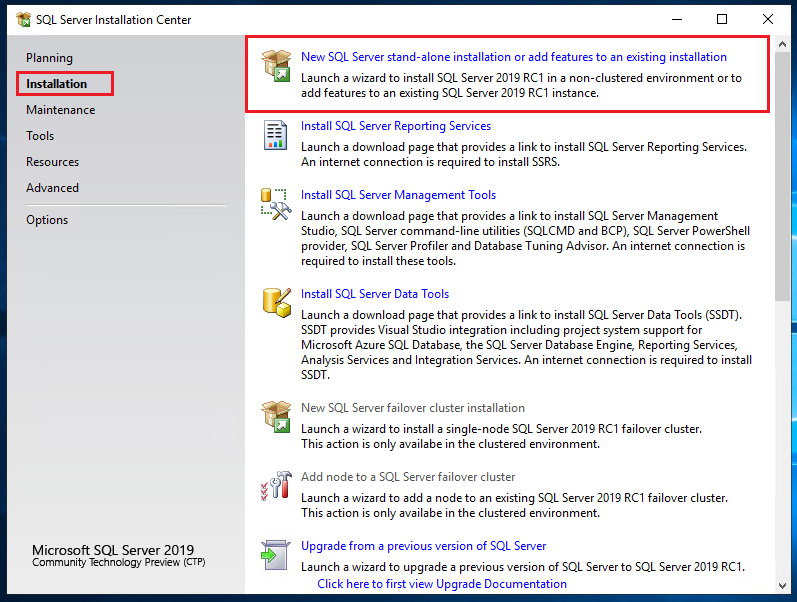 SQL Server Installation Center
Planning
Installation
Maintenance
Tools
Resources
Advanced
Options
Microsoft SQL Server 2019
Community Technology Preview (CTP)
New SQL Server stand-alone installation or add features to an existing installation
Launch a wizard to install SQL Server 2019 RC1 in a non-clustered environment or to
add features to an existing SQL Server 2019 RC1 instance.
Install SQL Server Reporting Services
Launch a download page that provides a link to install SQL Server Reporting Services.
An internet connection is required to install SSRS.
Install SQL Server Management Tools
Launch a download page that provides a link to install SQL Server Management
Studio, SQL Server command-line utilities (SQLCMD and BCP), SQL Server PowerShell
provider, SQL Server Profiler and Database Tuning Advisor. An internet connection is
required to install these tools.
Install SQL Server Data Tools
Launch a download page that provides a link to install SQL Server Data Tools (SSDT).
SSDT provides Visual Studio integration including project system support for
Microsoft Azure SQL Database, the SQL Server Database Engine, Reporting Services,
Analysis Services and Integration Services. An internet connection is required to install
SSDT.
New SQL Server failover cluster installation
Launch a wizard to install a single-node SQL Server 2019 RC1 failover cluster.
This action is only availabe in the clustered environment.
Add node to a SQL Server failover cluster
Launch a wizard to add a node to an existing SQL Server 2019 RC1 failover cluster.
This action is only availabe in the clustered environment.
Upgrade from a previous version of SQL Server
Launch a wizard to upgrade a previous version of SQL Server to SQL Server 2019 RC1.
Click here to first view Upgrade Documentation